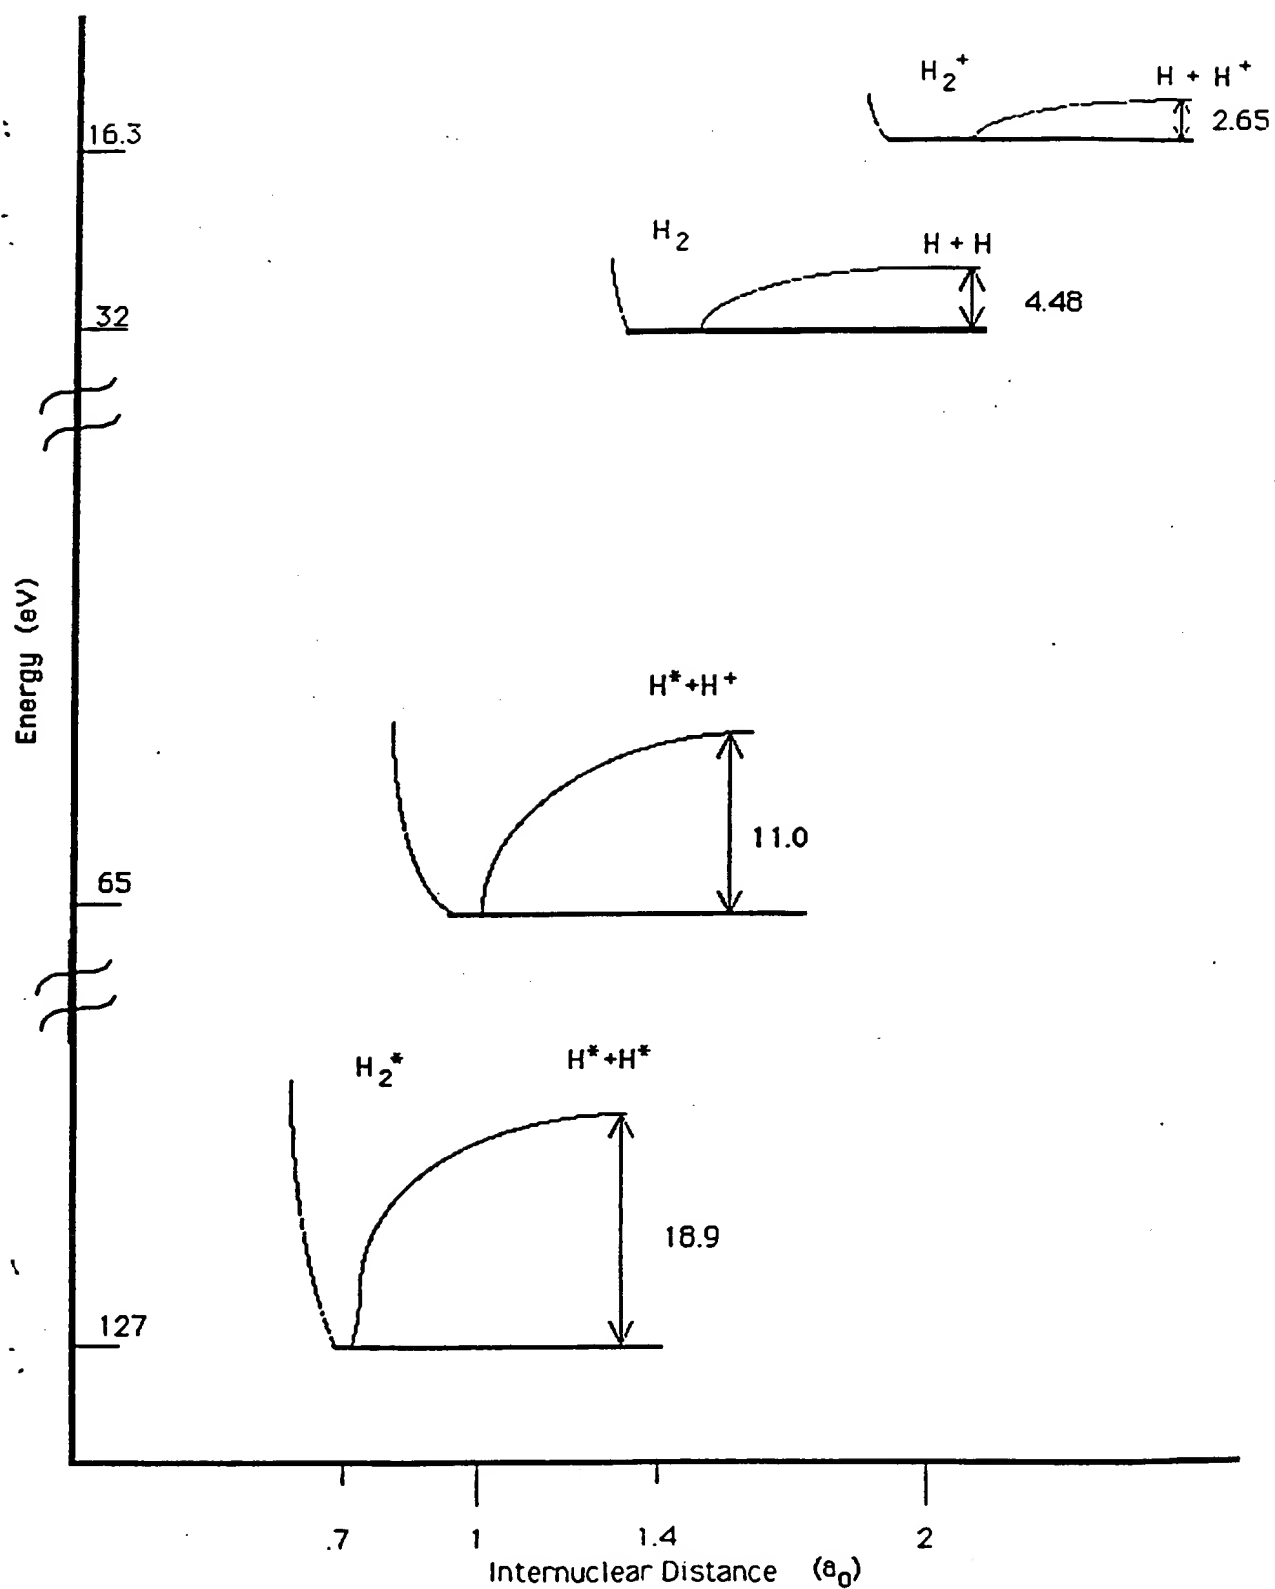 H₂⁺
H + H⁺
16.3
2.65
H₂
H + H
4.48
32
Energy (eV)
H*+H⁺
11.0
65
H₂*
H*+H*
18.9
127
.7 1 1.4 2
Internuclear Distance (a₀)